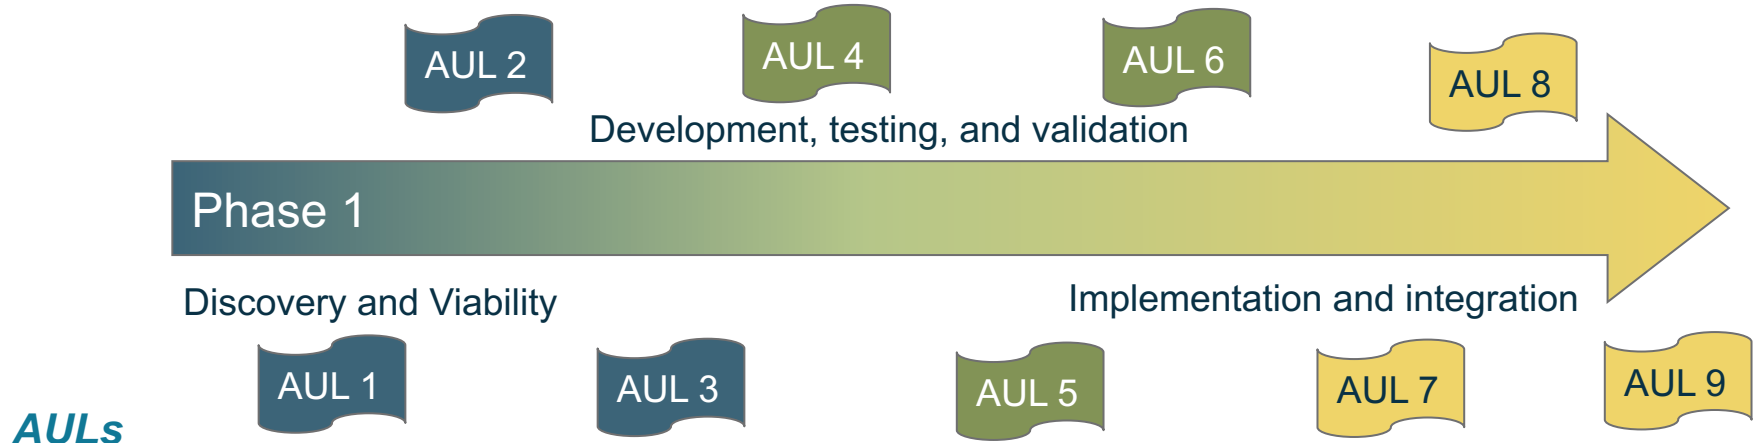 AUL 2
AUL 4
AUL 6
AUL 8
Development, testing, and validation
Phase 1
Discovery and Viability
Implementation and integration
AUL 1
AUL 3
AUL 5
AUL 7
AUL 9
AULs